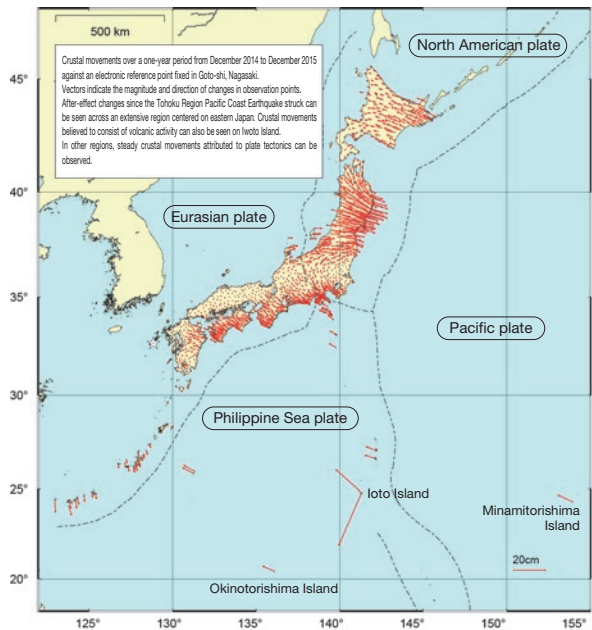 500 km
North American plate
Crustal movements over a one-year period from December 2014 to December 2015
against an electronic reference point fixed in Goto-shi, Nagasaki.
Vectors indicate the magnitude and direction of changes in observation points.
After-effect changes since the Tohoku Region Pacific Coast Earthquake struck can
be seen across an extensive region centered on eastern Japan. Crustal movements
believed to consist of volcanic activity can also be seen on Iwoto Island.
In other regions, steady crustal movements attributed to plate tectonics can be
observed.
45°
40°
Eurasian plate
35°
Pacific plate
30°
Philippine Sea plate
25°
Ioto Island
Minamitorishima
Island
20cm
20°
Okinotorishima Island
125°
130°
135°
140°
145°
150°
155°